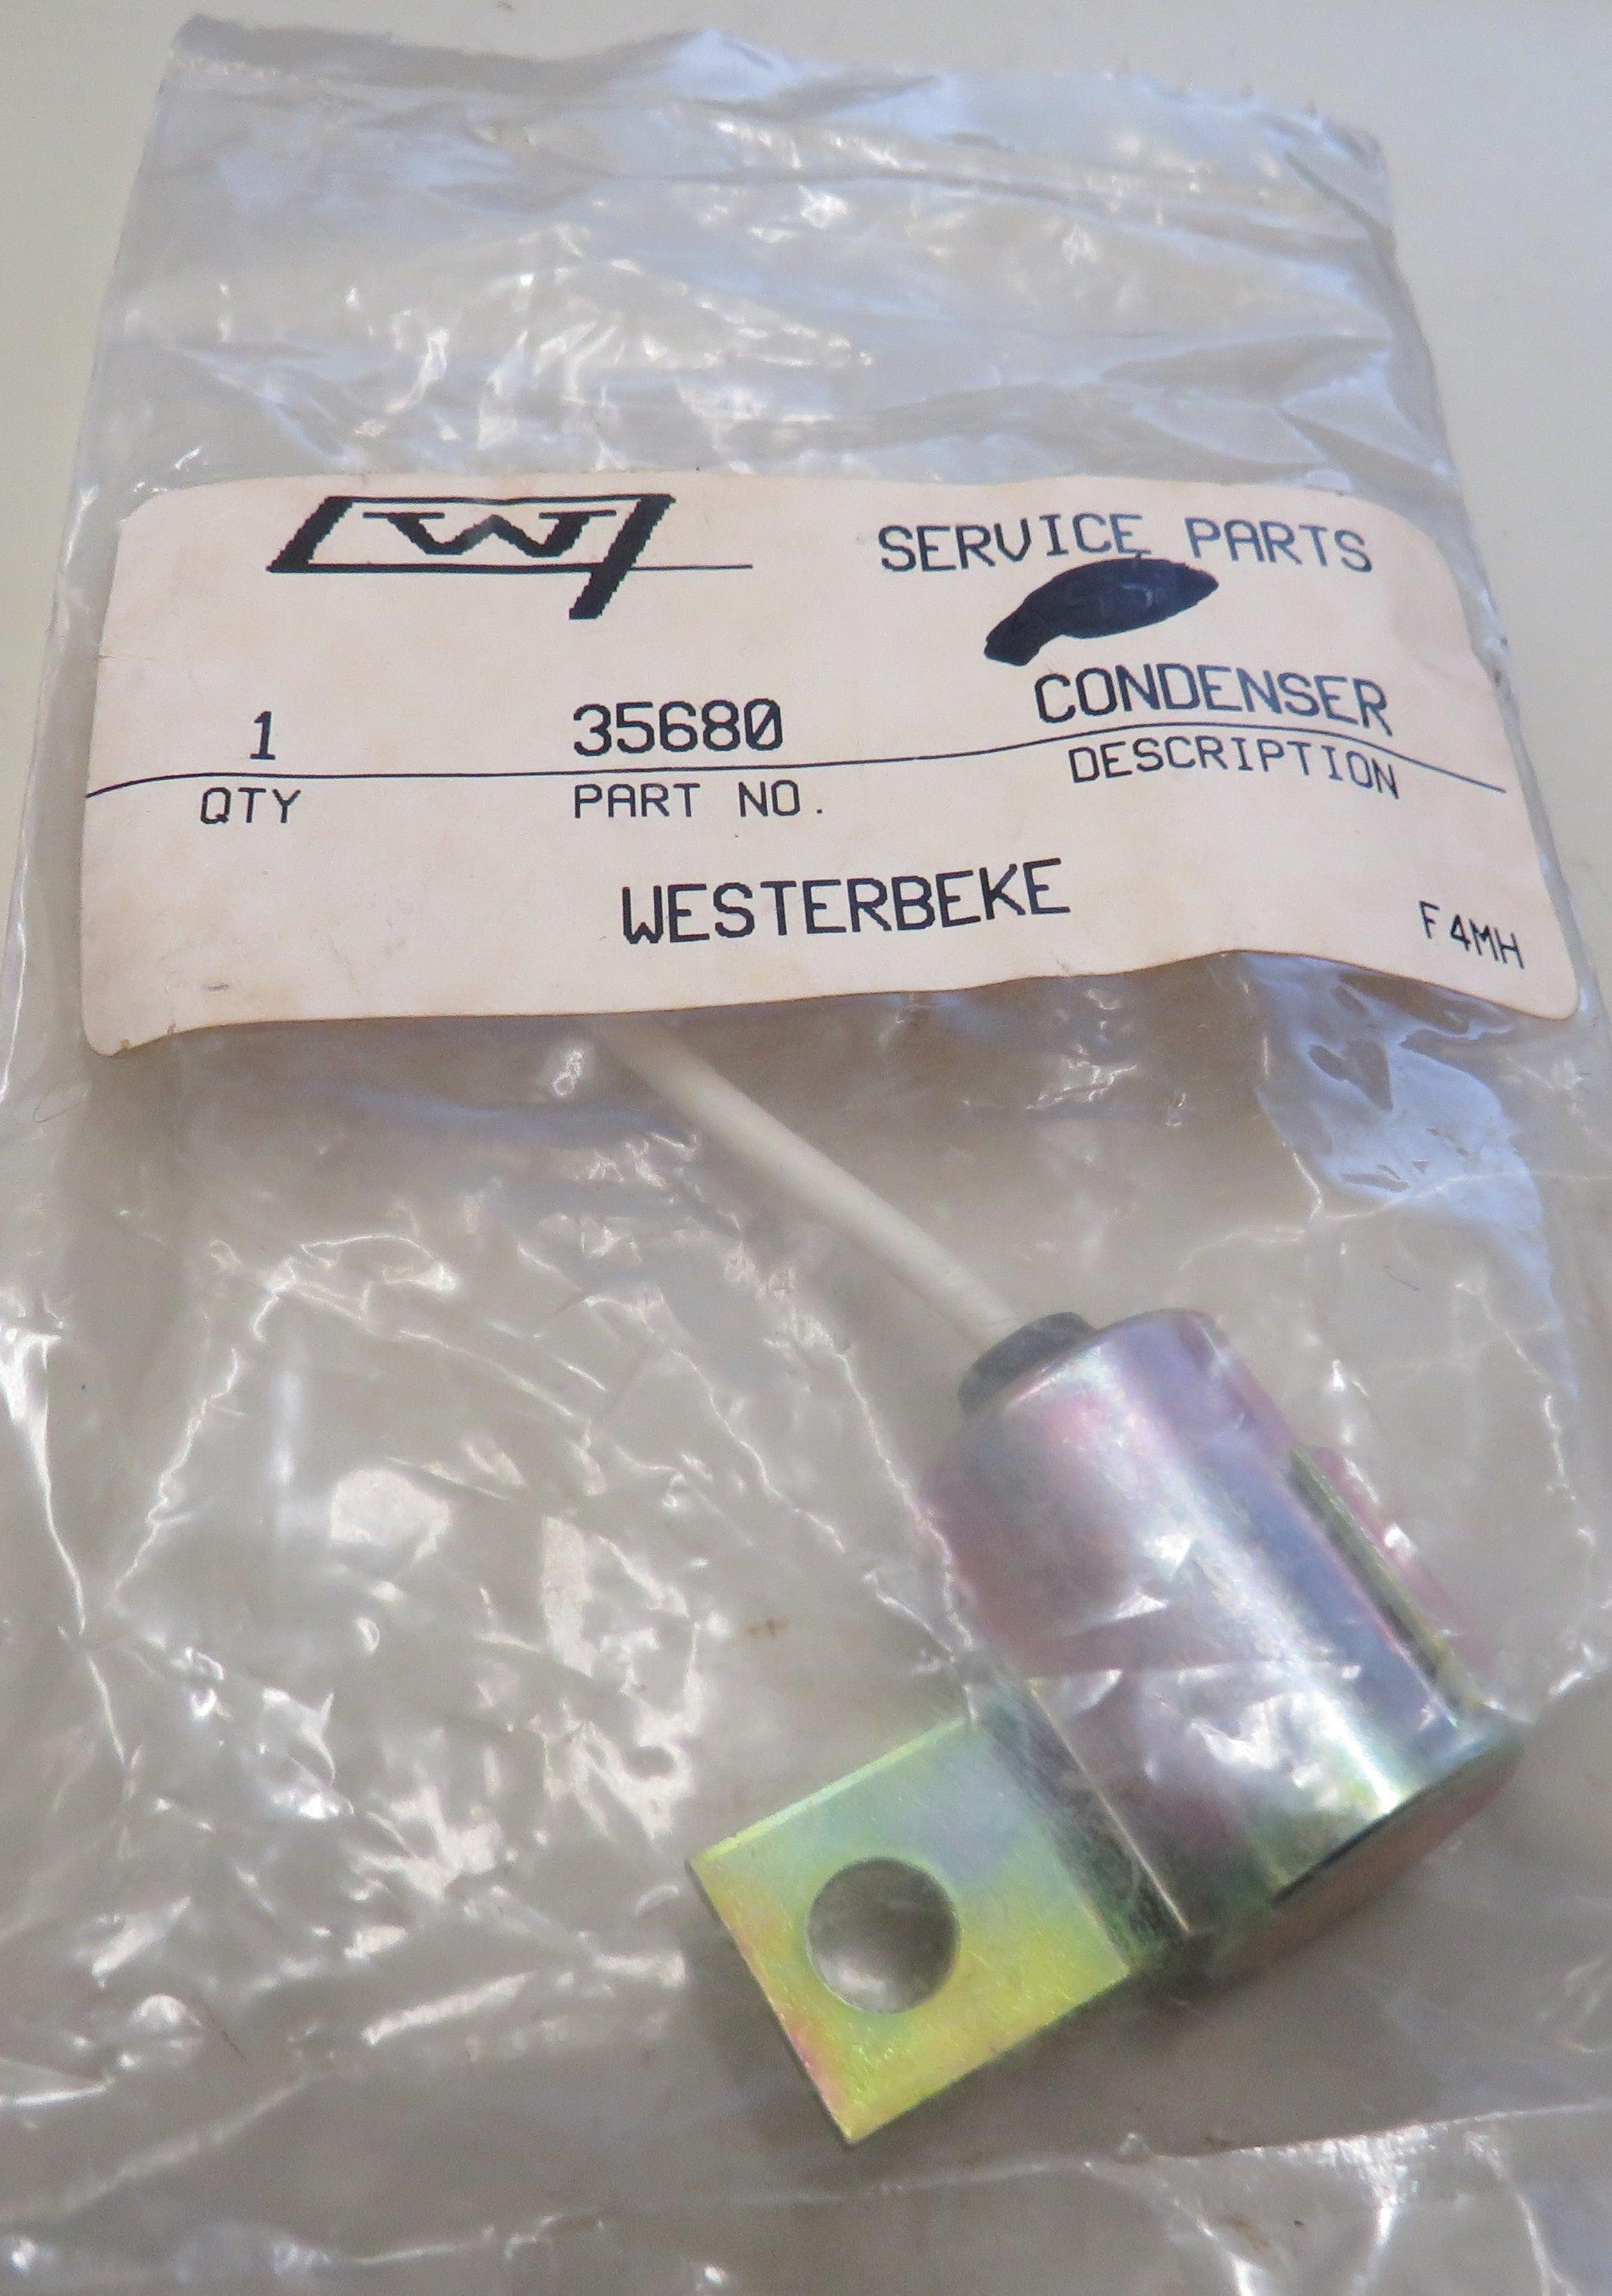 W
SERVICE PARTS
1 35680 CONDENSER
QTY PART NO. DESCRIPTION
WESTERBEKE
F4MH